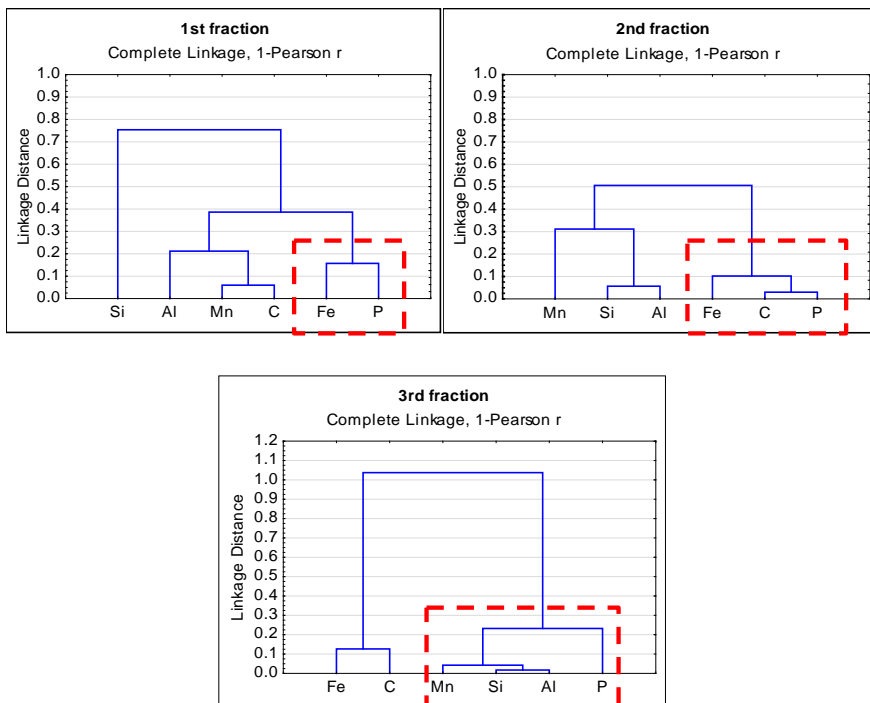 1st fraction
Complete Linkage, 1-Pearson r
Linkage Distance
1.0
0.9
0.8
0.7
0.6
0.5
0.4
0.3
0.2
0.1
0.0
Si Al Mn C Fe P
2nd fraction
Complete Linkage, 1-Pearson r
Linkage Distance
1.0
0.9
0.8
0.7
0.6
0.5
0.4
0.3
0.2
0.1
0.0
Mn Si Al Fe C P
3rd fraction
Complete Linkage, 1-Pearson r
Linkage Distance
1.2
1.1
1.0
0.9
0.8
0.7
0.6
0.5
0.4
0.3
0.2
0.1
0.0
Fe C Mn Si Al P